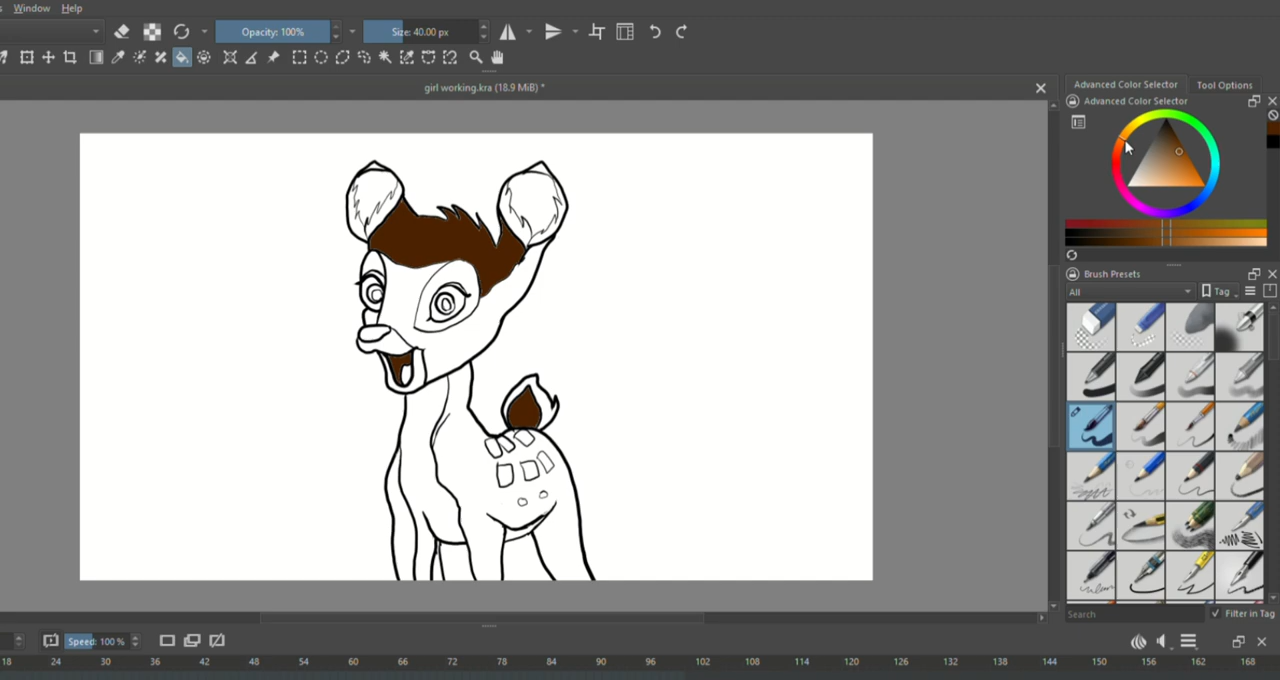 s Window Help
Opacity: 100% Size: 40.00 px
girl working.kra (18.9 MiB) *
Advanced Color Selector Tool Options
Advanced Color Selector
Brush Presets
All Tag
Search Filter in Tag
Speed: 100 %
18 24 30 36 42 48 54 60 66 72 78 84 90 96 102 108 114 120 126 132 138 144 150 156 162 168